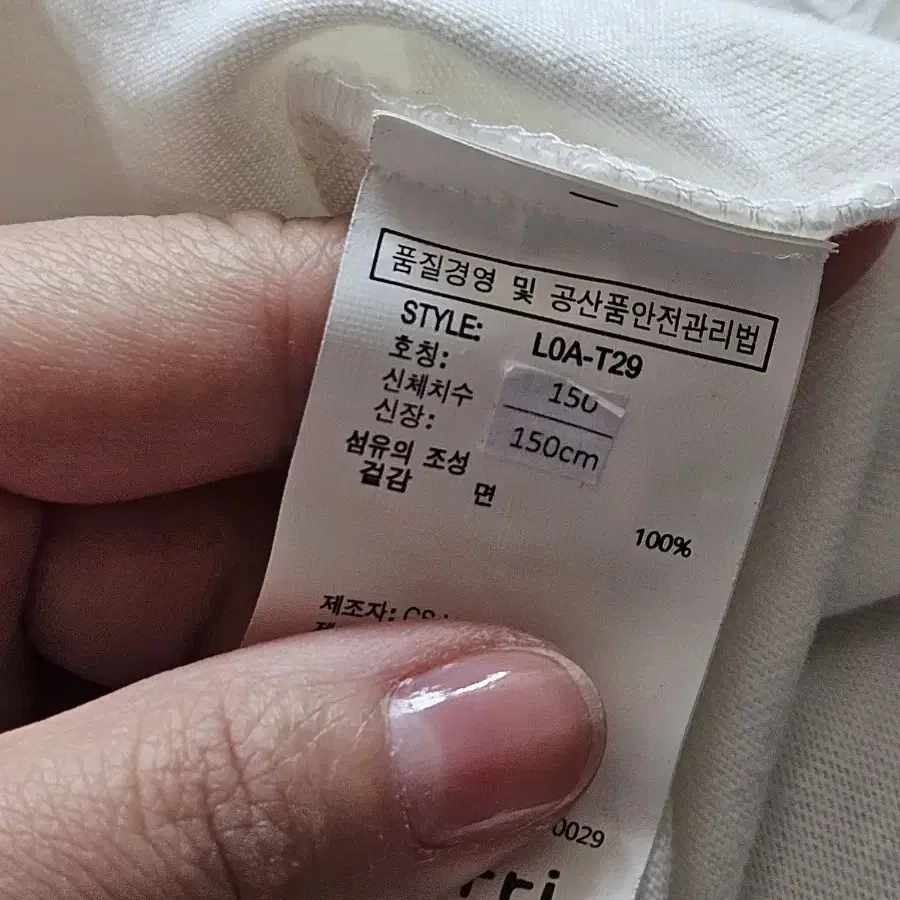 품질경영 및 공산품안전관리법
STYLE: L0A-T29
호칭: 150
신체치수
신장: 150cm
섬유의 조성
겉감 면 100%
제조자:
0029